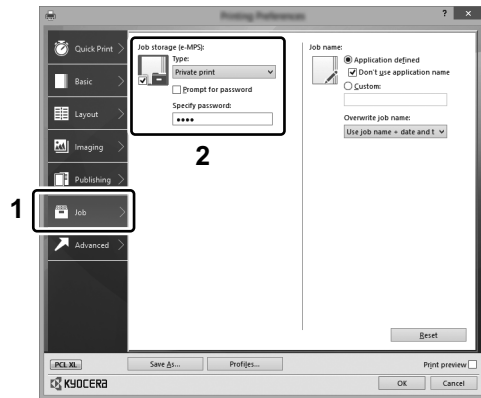 Printing Preferences
? ×
Quick Print >
Basic >
Layout >
Imaging >
Publishing >
1
Job >
Advanced >
Job storage (e-MPS):
Type:
Private print
Prompt for password
Specify password:
••••
2
Job name:
Application defined
Don't use application name
Custom:
Overwrite job name:
Use job name + date and t
Reset
PCL XL
Save As...
Profiles...
Print preview
KYOCERA
OK
Cancel